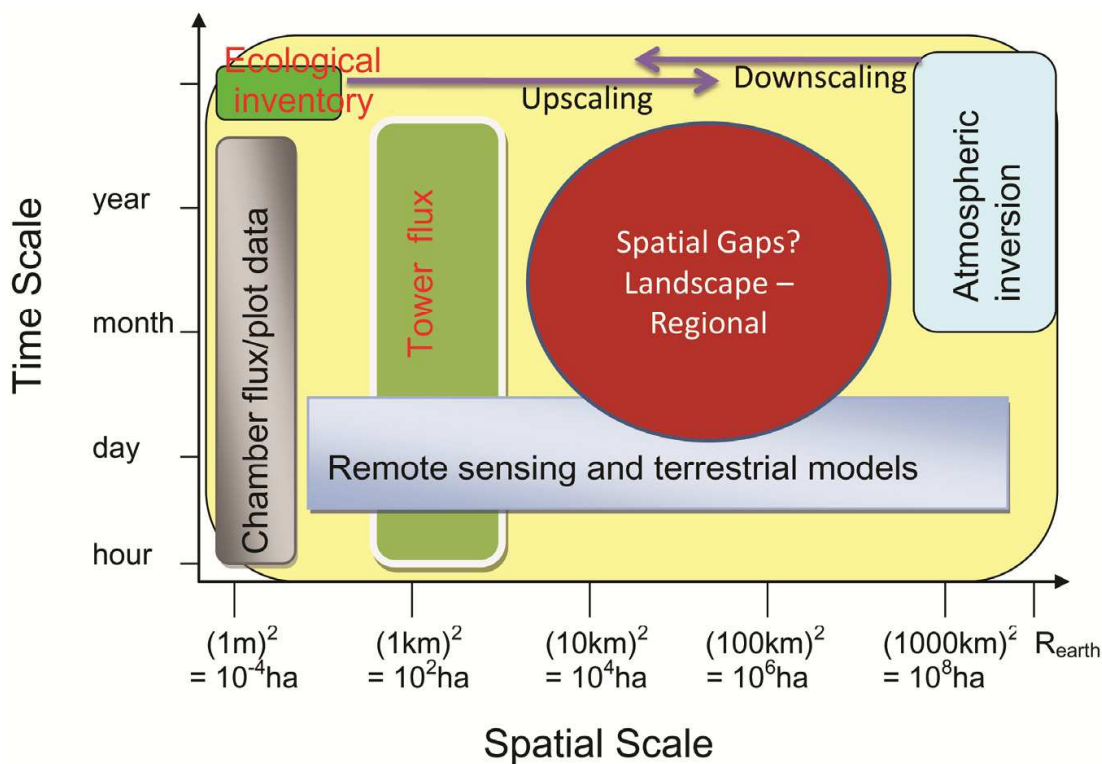 Ecological
inventory
Upscaling
Downscaling
Time Scale
year
month
day
hour
Chamber flux/plot data
Tower flux
Spatial Gaps?
Landscape –
Regional
Atmospheric
inversion
Remote sensing and terrestrial models
(1m)² (1km)² (10km)² (100km)² (1000km)² R_earth
= 10⁻⁴ha = 10²ha = 10⁴ha = 10⁶ha = 10⁸ha
Spatial Scale